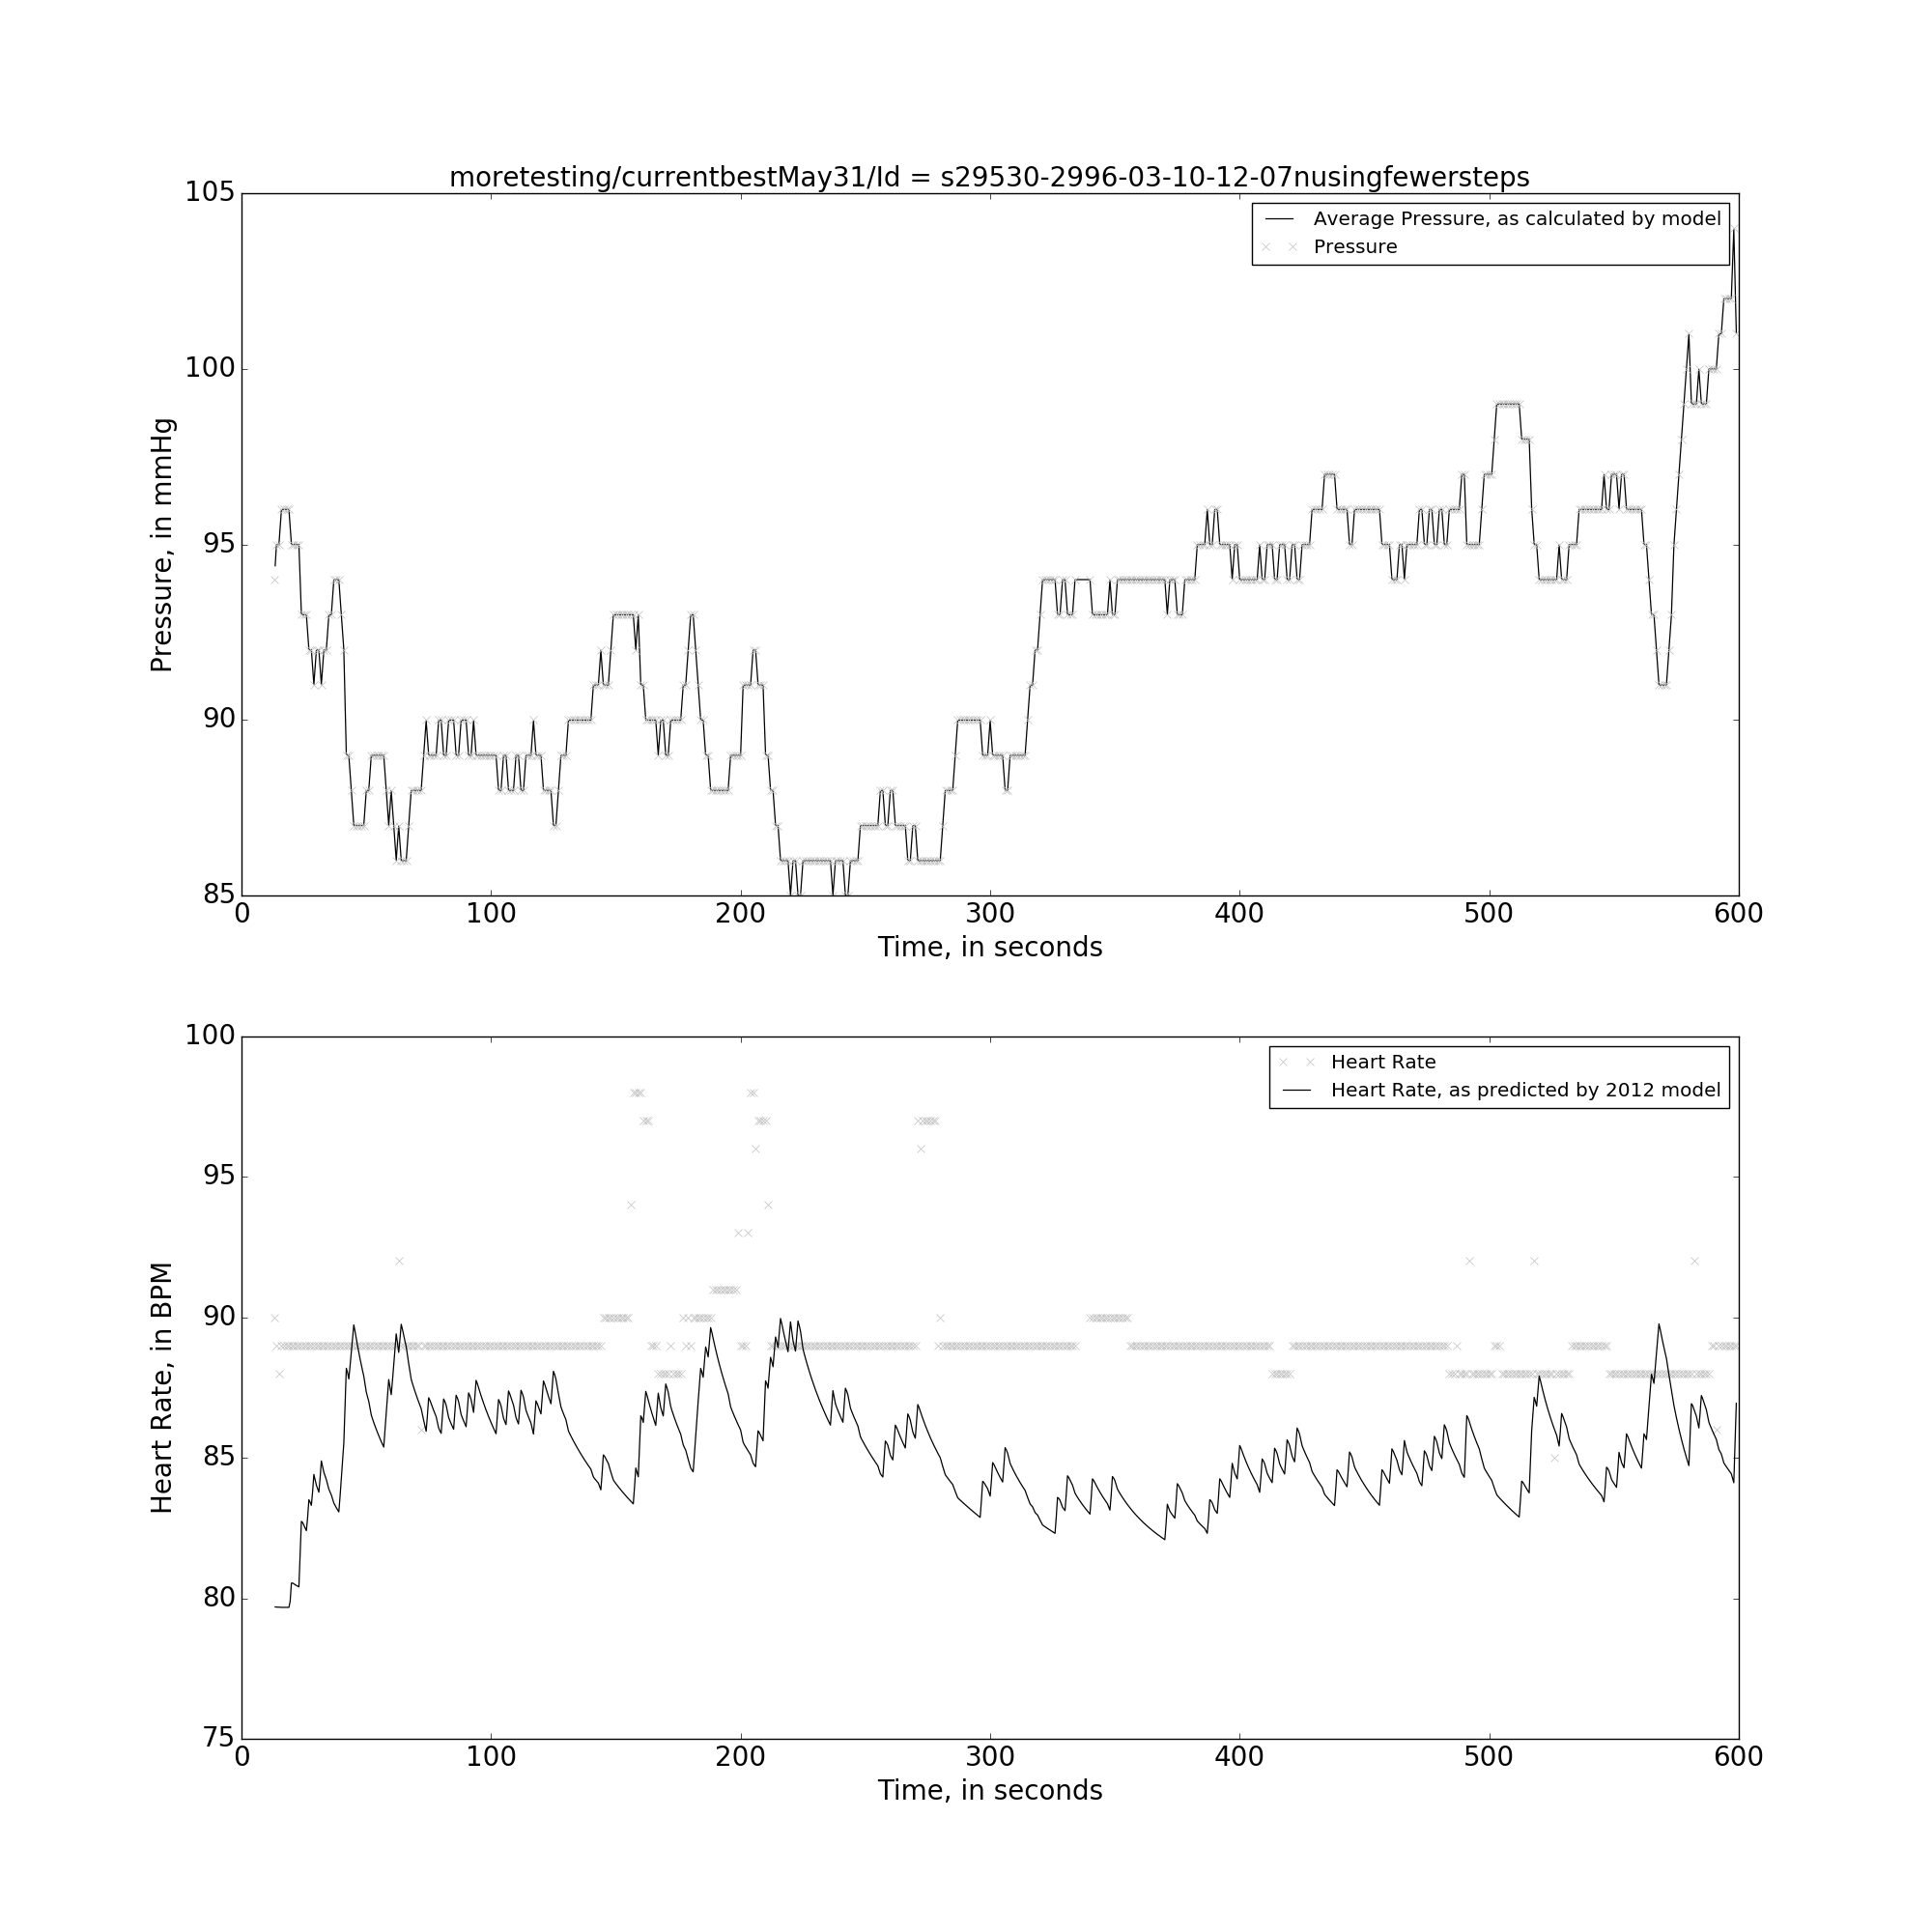 moretesting/currentbestMay31/Id = s29530-2996-03-10-12-07nusingfewersteps
105
100
95
90
85
Pressure, in mmHg
Average Pressure, as calculated by model
Pressure
0 100 200 300 400 500 600
Time, in seconds
100
95
90
85
80
75
Heart Rate, in BPM
Heart Rate
Heart Rate, as predicted by 2012 model
0 100 200 300 400 500 600
Time, in seconds